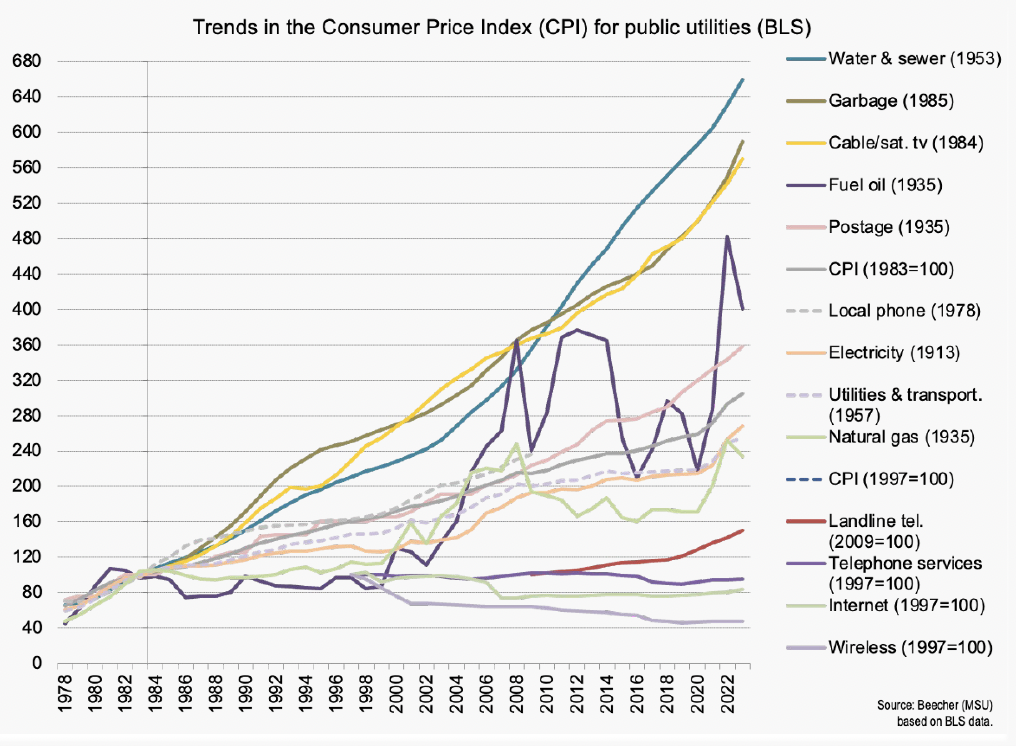 Trends in the Consumer Price Index (CPI) for public utilities (BLS)
680
640
600
560
520
480
440
400
360
320
280
240
200
160
120
80
40
0
1978
1980
1982
1984
1986
1988
1990
1992
1994
1996
1998
2000
2002
2004
2006
2008
2010
2012
2014
2016
2018
2020
2022
Water & sewer (1953)
Garbage (1985)
Cable/sat. tv (1984)
Fuel oil (1935)
Postage (1935)
CPI (1983=100)
Local phone (1978)
Electricity (1913)
Utilities & transport.
(1957)
Natural gas (1935)
CPI (1997=100)
Landline tel.
(2009=100)
Telephone services
(1997=100)
Internet (1997=100)
Wireless (1997=100)
Source: Beecher (MSU)
based on BLS data.